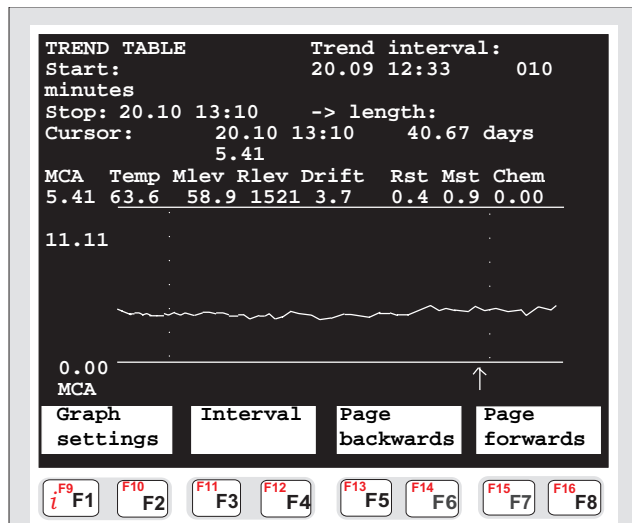 TREND TABLE Trend interval:
Start: 20.09 12:33 010
minutes
Stop: 20.10 13:10 -> length:
Cursor: 20.10 13:10 40.67 days
5.41
MCA Temp Mlev Rlev Drift Rst Mst Chem
5.41 63.6 58.9 1521 3.7 0.4 0.9 0.00
11.11
0.00
MCA
Graph settings
Interval
Page backwards
Page forwards
i F9 F1
F10 F2
F11 F3
F12 F4
F13 F5
F14 F6
F15 F7
F16 F8